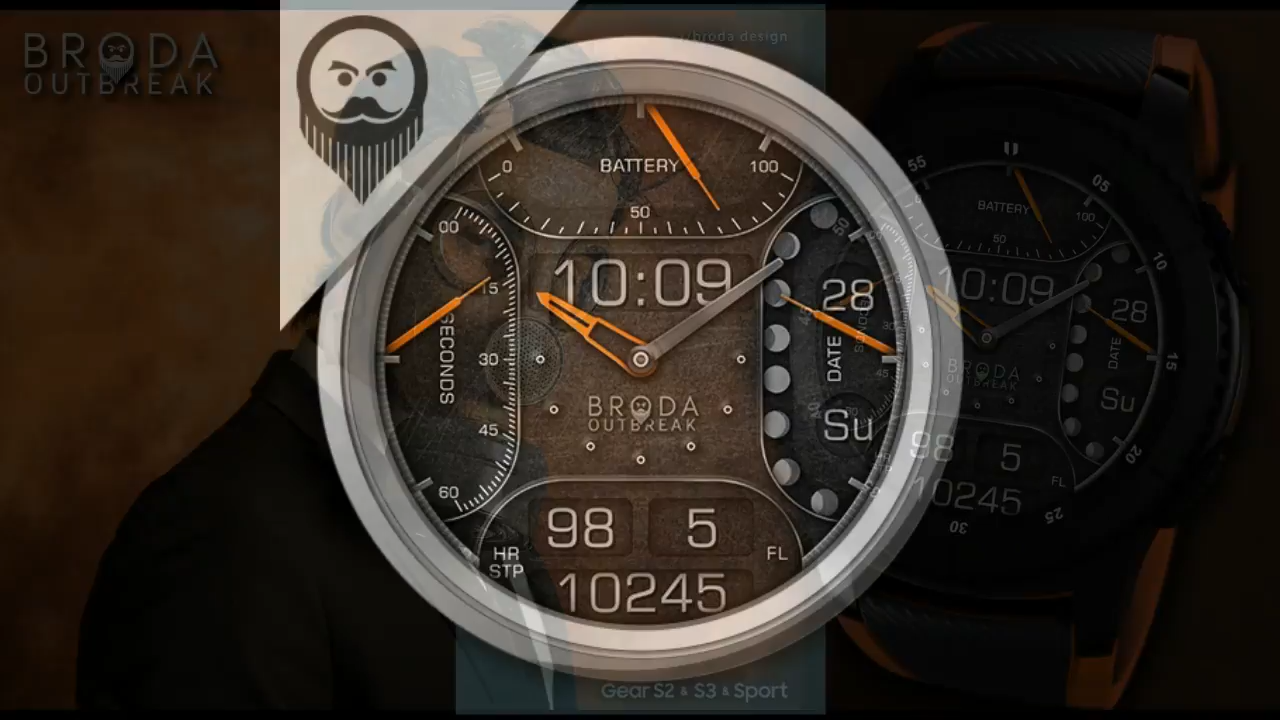 BRODA
OUTBREAK
broda design
0
BATTERY
100
50
00
15
30
45
60
SECONDS
10:09
28
DATE
Su
BRODA
OUTBREAK
98
5
HR
FL
STP
10245
Gear S2 & S3 & Sport
55
05
10
15
20
25
30
BATTERY
100
50
10:09
28
DATE
Su
BRODA
OUTBREAK
98
5
FL
10245